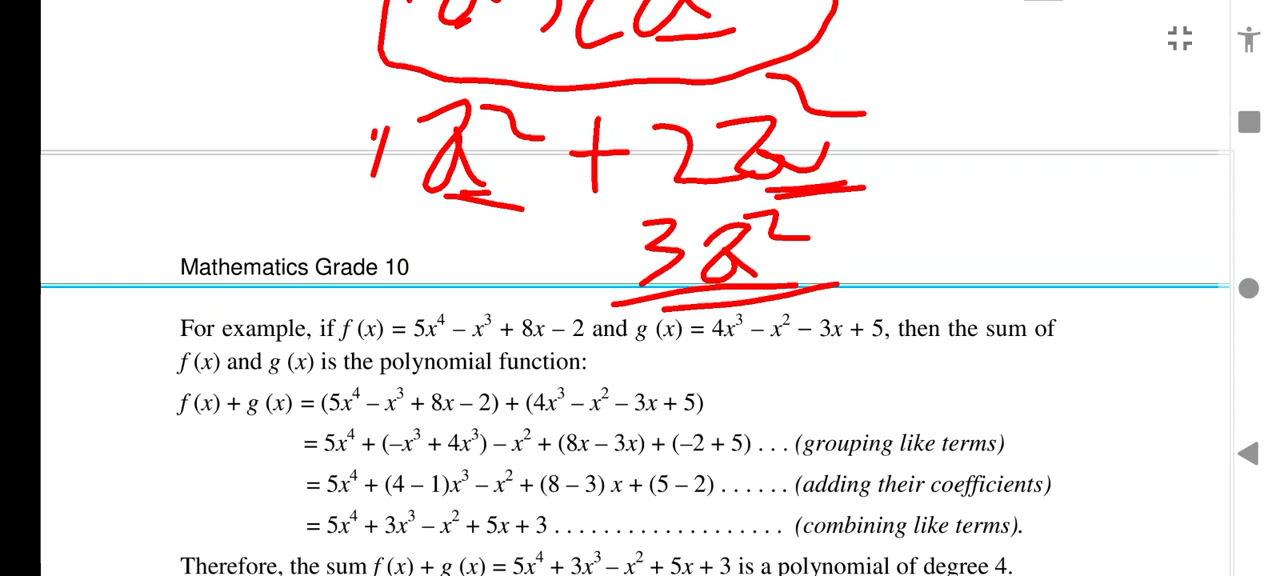 1x² + 2x²
3x²
Mathematics Grade 10
For example, if f (x) = 5x⁴ – x³ + 8x – 2 and g (x) = 4x³ – x² – 3x + 5, then the sum of
f (x) and g (x) is the polynomial function:
f (x) + g (x) = (5x⁴ – x³ + 8x – 2) + (4x³ – x² – 3x + 5)
= 5x⁴ + (–x³ + 4x³) – x² + (8x – 3x) + (–2 + 5) . . . (grouping like terms)
= 5x⁴ + (4 – 1)x³ – x² + (8 – 3) x + (5 – 2) . . . . . . (adding their coefficients)
= 5x⁴ + 3x³ – x² + 5x + 3 . . . . . . . . . . . . . . . . . . . (combining like terms).
Therefore, the sum f (x) + g (x) = 5x⁴ + 3x³ – x² + 5x + 3 is a polynomial of degree 4.